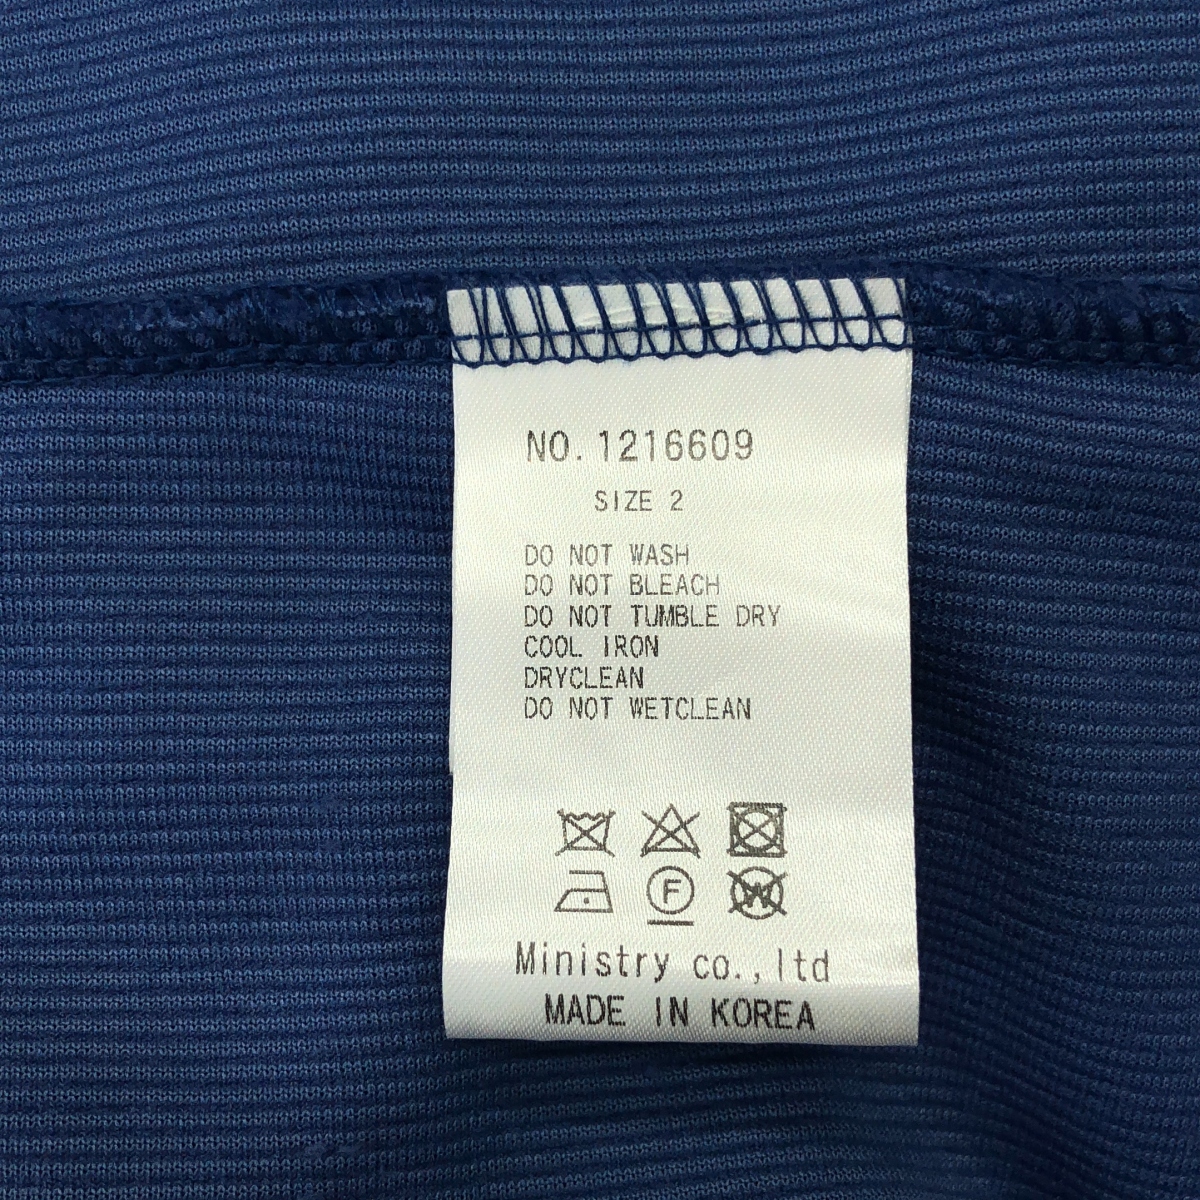 NO. 1216609
SIZE 2
DO NOT WASH
DO NOT BLEACH
DO NOT TUMBLE DRY
COOL IRON
DRYCLEAN
DO NOT WETCLEAN
F W
Ministry co., ltd
MADE IN KOREA